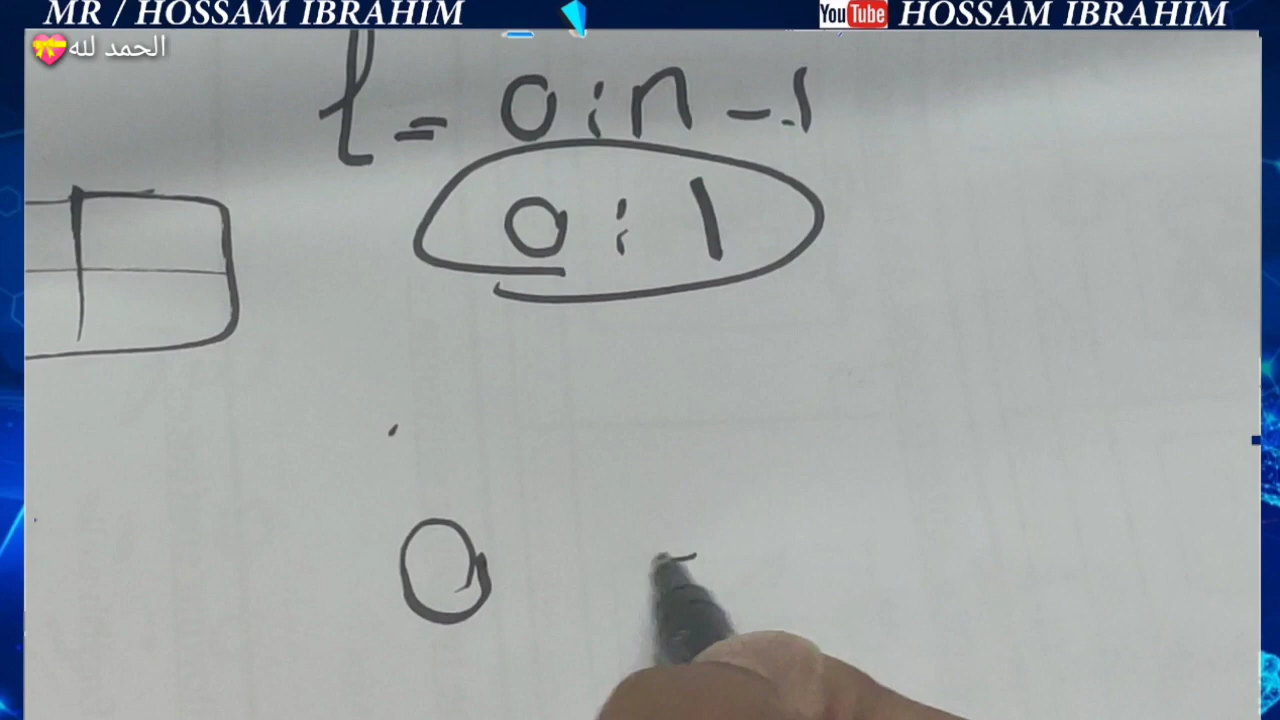 MR / HOSSAM IBRAHIM
YouTube HOSSAM IBRAHIM
الحمد لله
l = 0 : n - 1
0 : 1
0